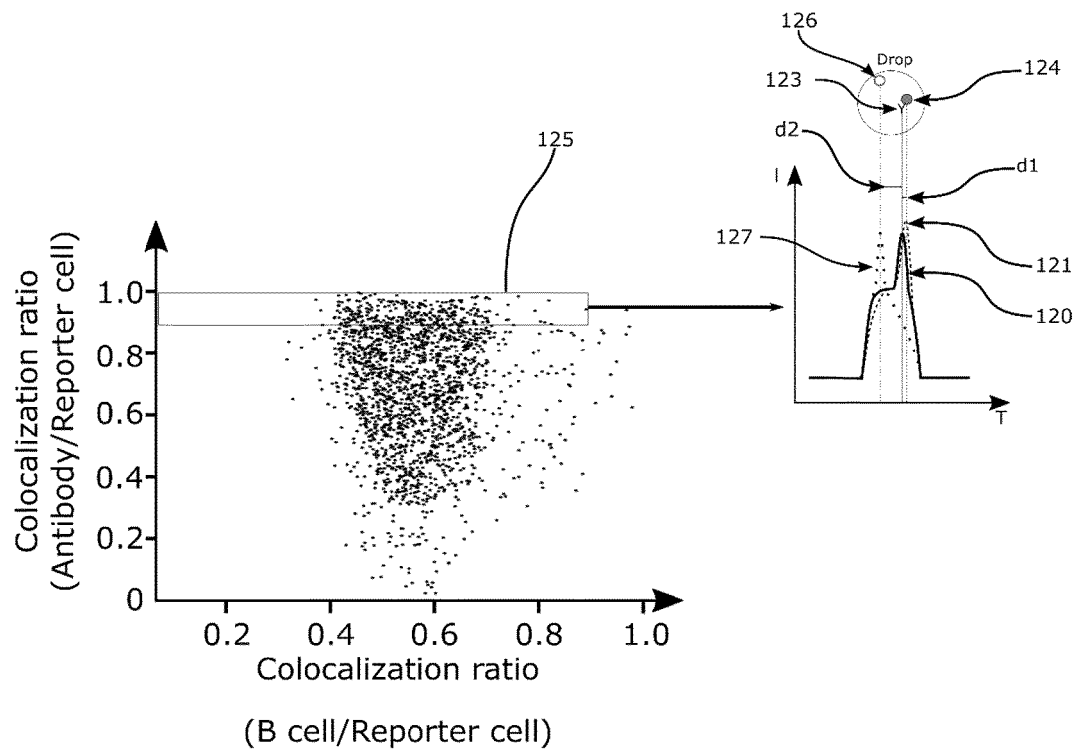 126
Drop
123
124
d2
125
I
d1
127
121
120
T
Colocalization ratio
(Antibody/Reporter cell)
1.0
0.8
0.6
0.4
0.2
0
Y
0.2 0.4 0.6 0.8 1.0
Colocalization ratio
(B cell/Reporter cell)